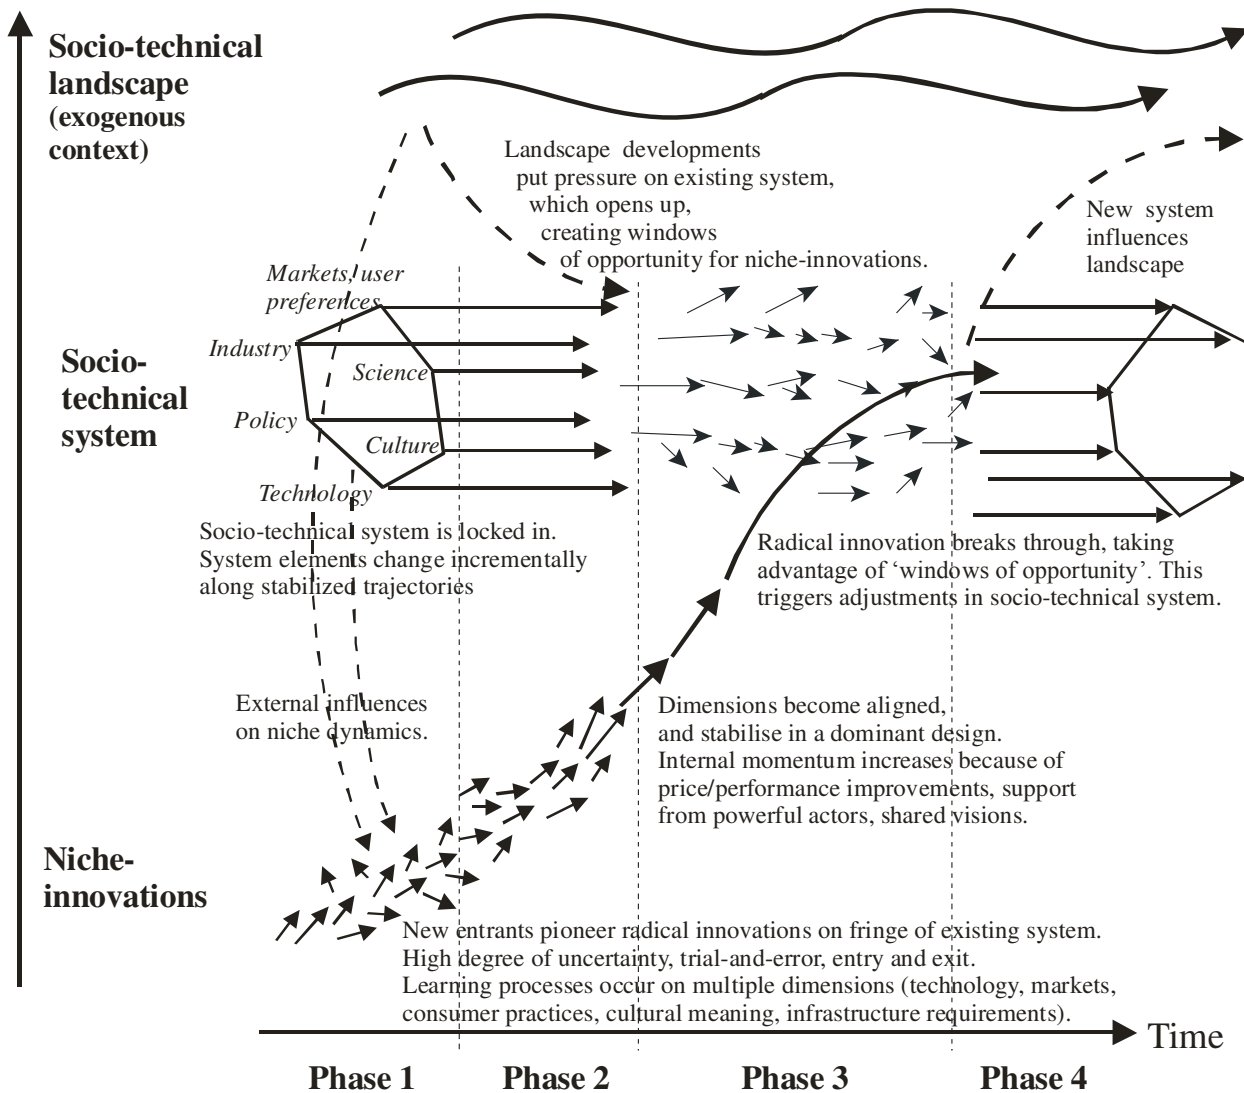 Socio-technical
landscape
(exogenous
context)
Landscape developments
put pressure on existing system,
which opens up,
creating windows
of opportunity for niche-innovations.
New system
influences
landscape
Markets, user
preferences
Industry
Science
Policy
Culture
Technology
Socio-
technical
system
Socio-technical system is locked in.
System elements change incrementally
along stabilized trajectories
Radical innovation breaks through, taking
advantage of ‘windows of opportunity’. This
triggers adjustments in socio-technical system.
External influences
on niche dynamics.
Dimensions become aligned,
and stabilise in a dominant design.
Internal momentum increases because of
price/performance improvements, support
from powerful actors, shared visions.
Niche-
innovations
New entrants pioneer radical innovations on fringe of existing system.
High degree of uncertainty, trial-and-error, entry and exit.
Learning processes occur on multiple dimensions (technology, markets,
consumer practices, cultural meaning, infrastructure requirements).
Time
Phase 1
Phase 2
Phase 3
Phase 4